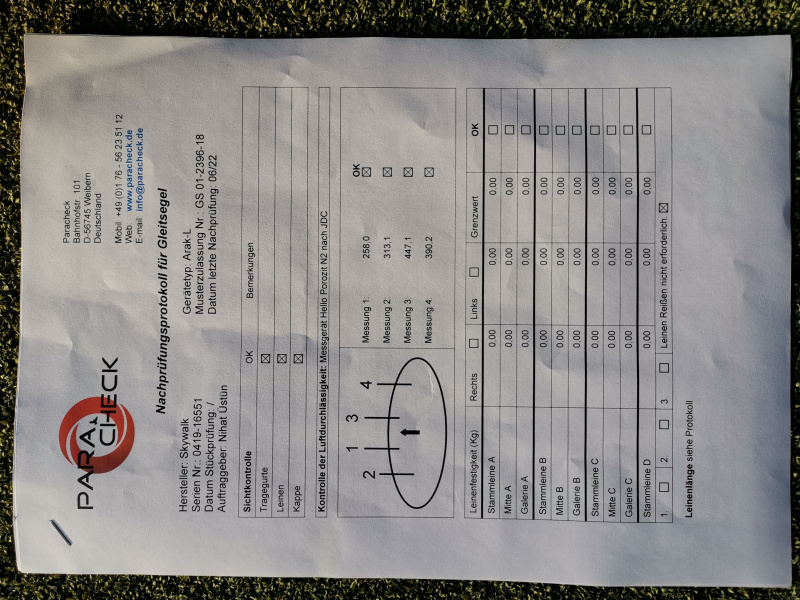 PARA
CHECK
Paracheck
Bahnhofstr. 101
D-56745 Weibern
Deutschland
Mobil +49 (0)1 76 - 56 23 51 12
Web: www.paracheck.de
E-mail: info@paracheck.de
Nachprüfungsprotokoll für Gleitsegel
Hersteller: Skywalk Gerätetyp: Arak-L
Serien Nr.: 0419-16551 Musterzulassung Nr.: GS 01-2396-18
Datum Stückprüfung: / Datum letzte Nachprüfung 06/22
Auftraggeber: Nihat Üstün
Sichtkontrolle OK Bemerkungen
Tragegurte ☒
Leinen ☒
Kappe ☒
Kontrolle der Luftdurchlässigkeit: Messgerät Hello Porozit N2 nach JDC
OK
2 1 3 4
Messung 1: 258,0 ☒
Messung 2 313,1 ☒
Messung 3: 447,1 ☒
Messung 4: 390,2 ☒
Leinenfestigkeit (Kg) Rechts ☐ Links ☐ Grenzwert OK
Stammleine A 0.00 0.00 0.00 ☐
Mitte A 0.00 0.00 0.00 ☐
Galerie A 0.00 0.00 0.00 ☐
Stammleine B 0.00 0.00 0.00 ☐
Mitte B 0.00 0.00 0.00 ☐
Galerie B 0.00 0.00 0.00 ☐
Stammleine C 0.00 0.00 0.00 ☐
Mitte C 0.00 0.00 0.00 ☐
Galerie C 0.00 0.00 0.00 ☐
Stammleine D 0.00 0.00 0.00 ☐
1. ☐ 2. ☐ 3. ☐ Leinen Reißen nicht erforderlich ☒
Leinenlänge siehe Protokoll